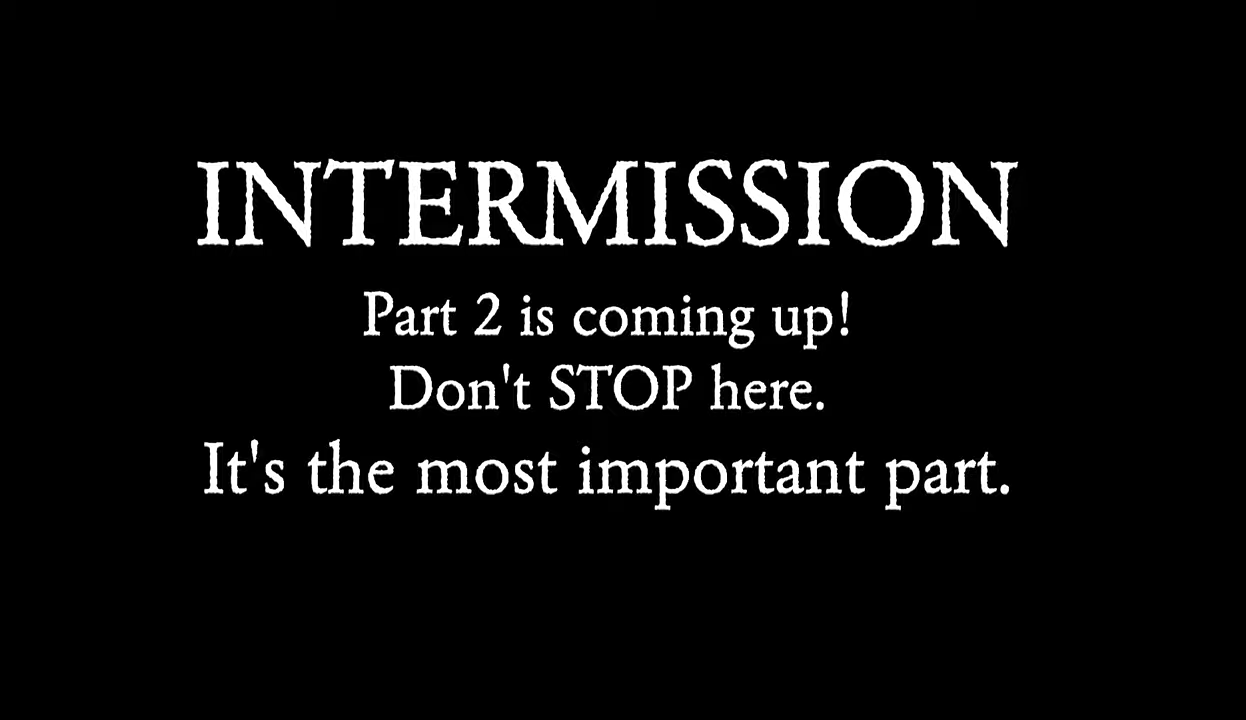 INTERMISSION
Part 2 is coming up!
Don't STOP here.
It's the most important part.